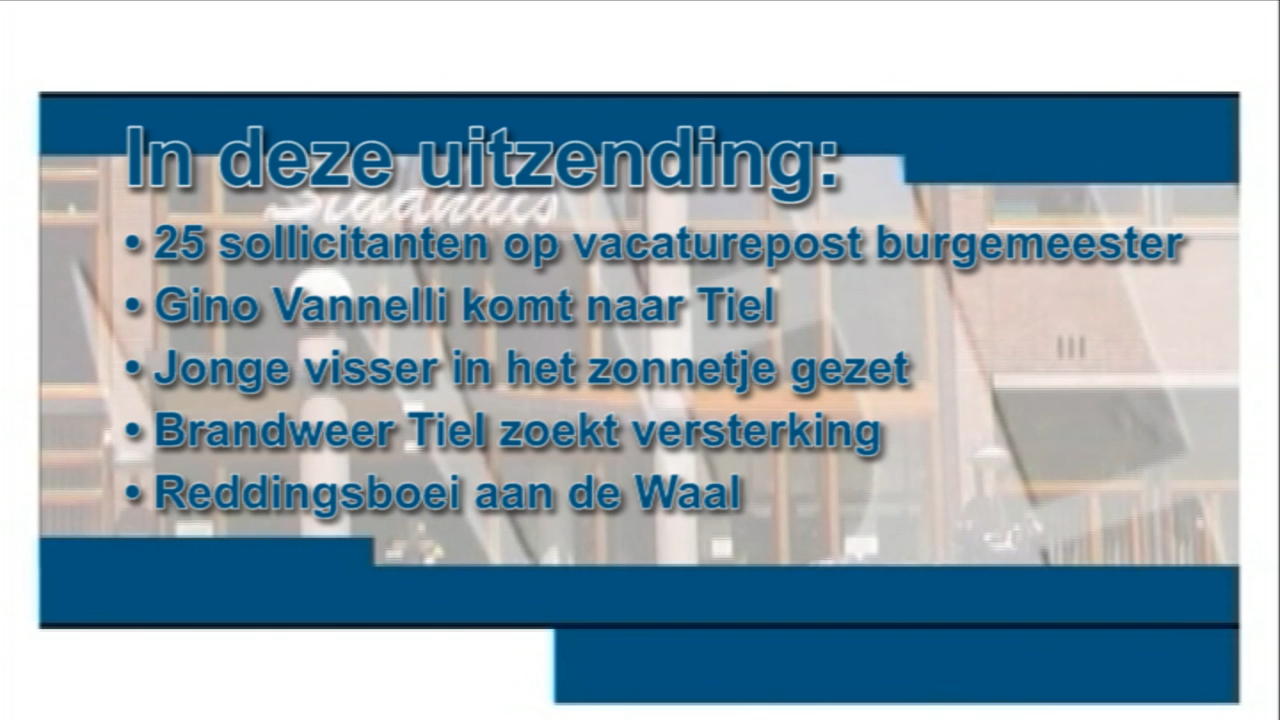 In deze uitzending:
• 25 sollicitanten op vacaturepost burgemeester
• Gino Vannelli komt naar Tiel
• Jonge visser in het zonnetje gezet
• Brandweer Tiel zoekt versterking
• Reddingsboei aan de Waal